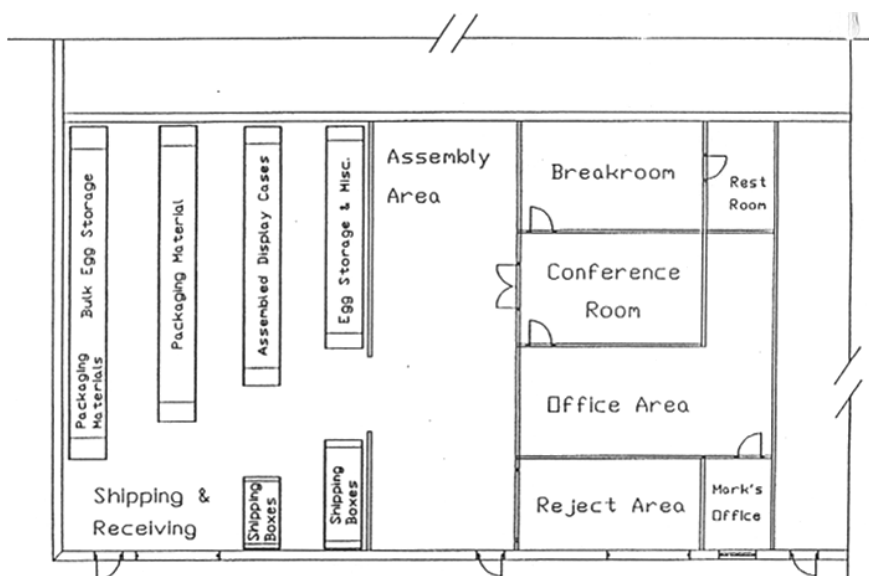 Packaging
Materials
Bulk Egg Storage
Packaging Material
Assembled Display Cases
Egg Storage & Misc.
Assembly
Area
Breakroom
Rest
Room
Conference
Room
Office Area
Shipping &
Receiving
Shipping
Boxes
Shipping
Boxes
Reject Area
Mark's
Office